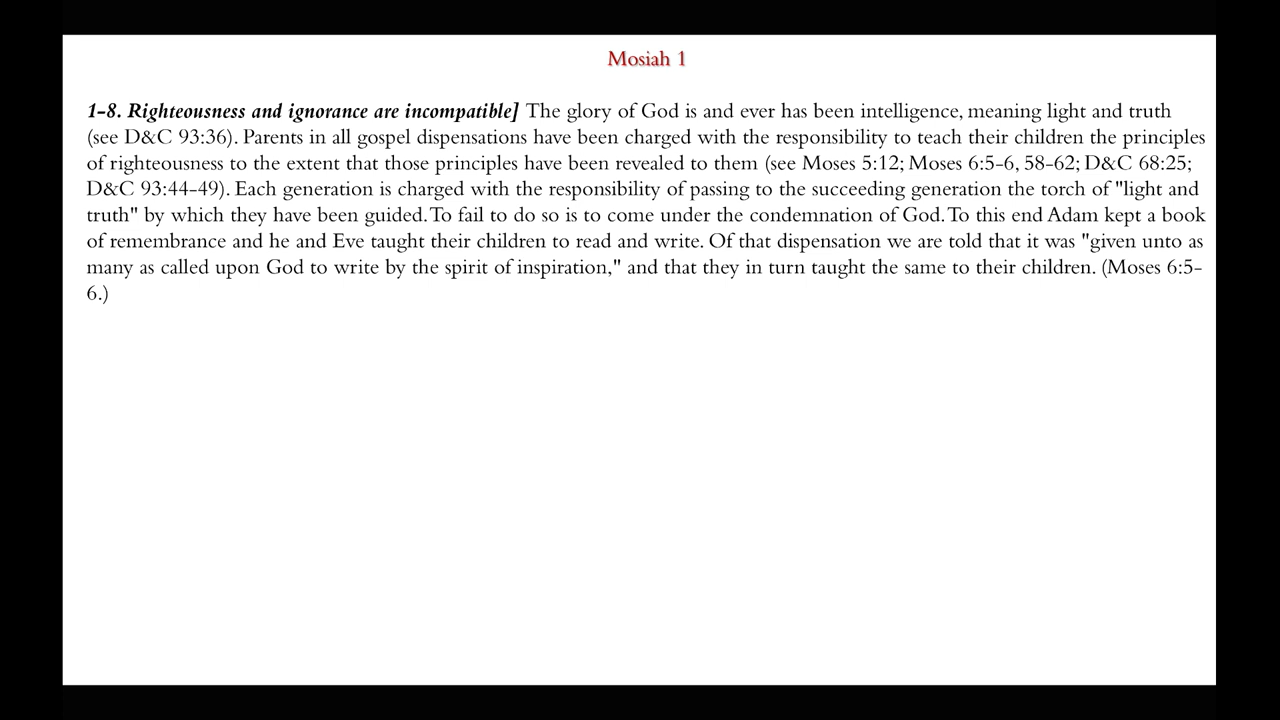 Mosiah 1
1-8. Righteousness and ignorance are incompatible] The glory of God is and ever has been intelligence, meaning light and truth
(see D&C 93:36). Parents in all gospel dispensations have been charged with the responsibility to teach their children the principles
of righteousness to the extent that those principles have been revealed to them (see Moses 5:12; Moses 6:5-6, 58-62; D&C 68:25;
D&C 93:44-49). Each generation is charged with the responsibility of passing to the succeeding generation the torch of "light and
truth" by which they have been guided. To fail to do so is to come under the condemnation of God. To this end Adam kept a book
of remembrance and he and Eve taught their children to read and write. Of that dispensation we are told that it was "given unto as
many as called upon God to write by the spirit of inspiration," and that they in turn taught the same to their children. (Moses 6:5-
6.)